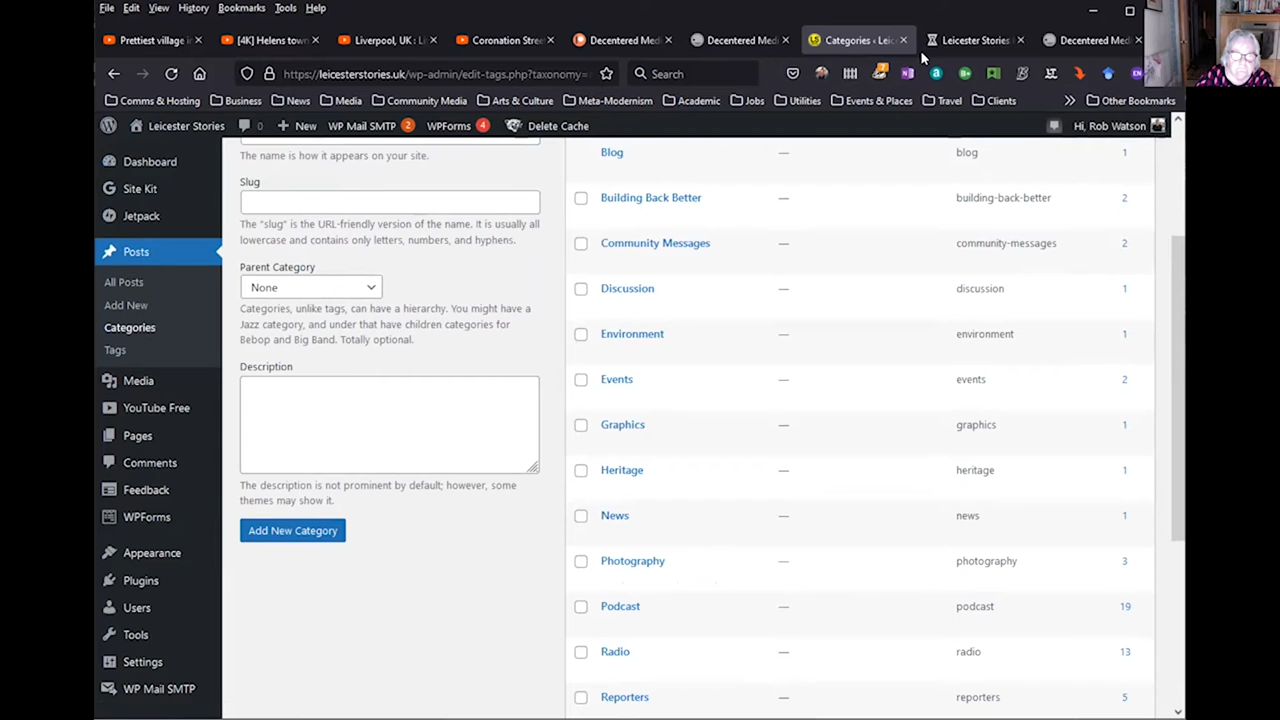 File Edit View History Bookmarks Tools Help
Prettiest village in [4K] Helens town Liverpool, UK : L Coronation Stree Decentered Med Decentered Med Categories ‹ Leic Leicester Stories Decentered Med
https://leicesterstories.uk/wp-admin/edit-tags.php?taxonomy= Search
Comms & Hosting Business News Media Community Media Arts & Culture Meta-Modernism Academic Jobs Utilities Events & Places Travel Clients Other Bookmarks
Leicester Stories 0 New WP Mail SMTP 2 WPForms 4 Delete Cache Hi, Rob Watson
Dashboard
Site Kit
Jetpack
Posts
All Posts
Add New
Categories
Tags
Media
YouTube Free
Pages
Comments
Feedback
WPForms
Appearance
Plugins
Users
Tools
Settings
WP Mail SMTP
The name is how it appears on your site.
Slug
The "slug" is the URL-friendly version of the name. It is usually all
lowercase and contains only letters, numbers, and hyphens.
Parent Category
None
Categories, unlike tags, can have a hierarchy. You might have a
Jazz category, and under that have children categories for
Bebop and Big Band. Totally optional.
Description
The description is not prominent by default; however, some
themes may show it.
Add New Category
Blog — blog 1
Building Back Better — building-back-better 2
Community Messages — community-messages 2
Discussion — discussion 1
Environment — environment 1
Events — events 2
Graphics — graphics 1
Heritage — heritage 1
News — news 1
Photography — photography 3
Podcast — podcast 19
Radio — radio 13
Reporters — reporters 5